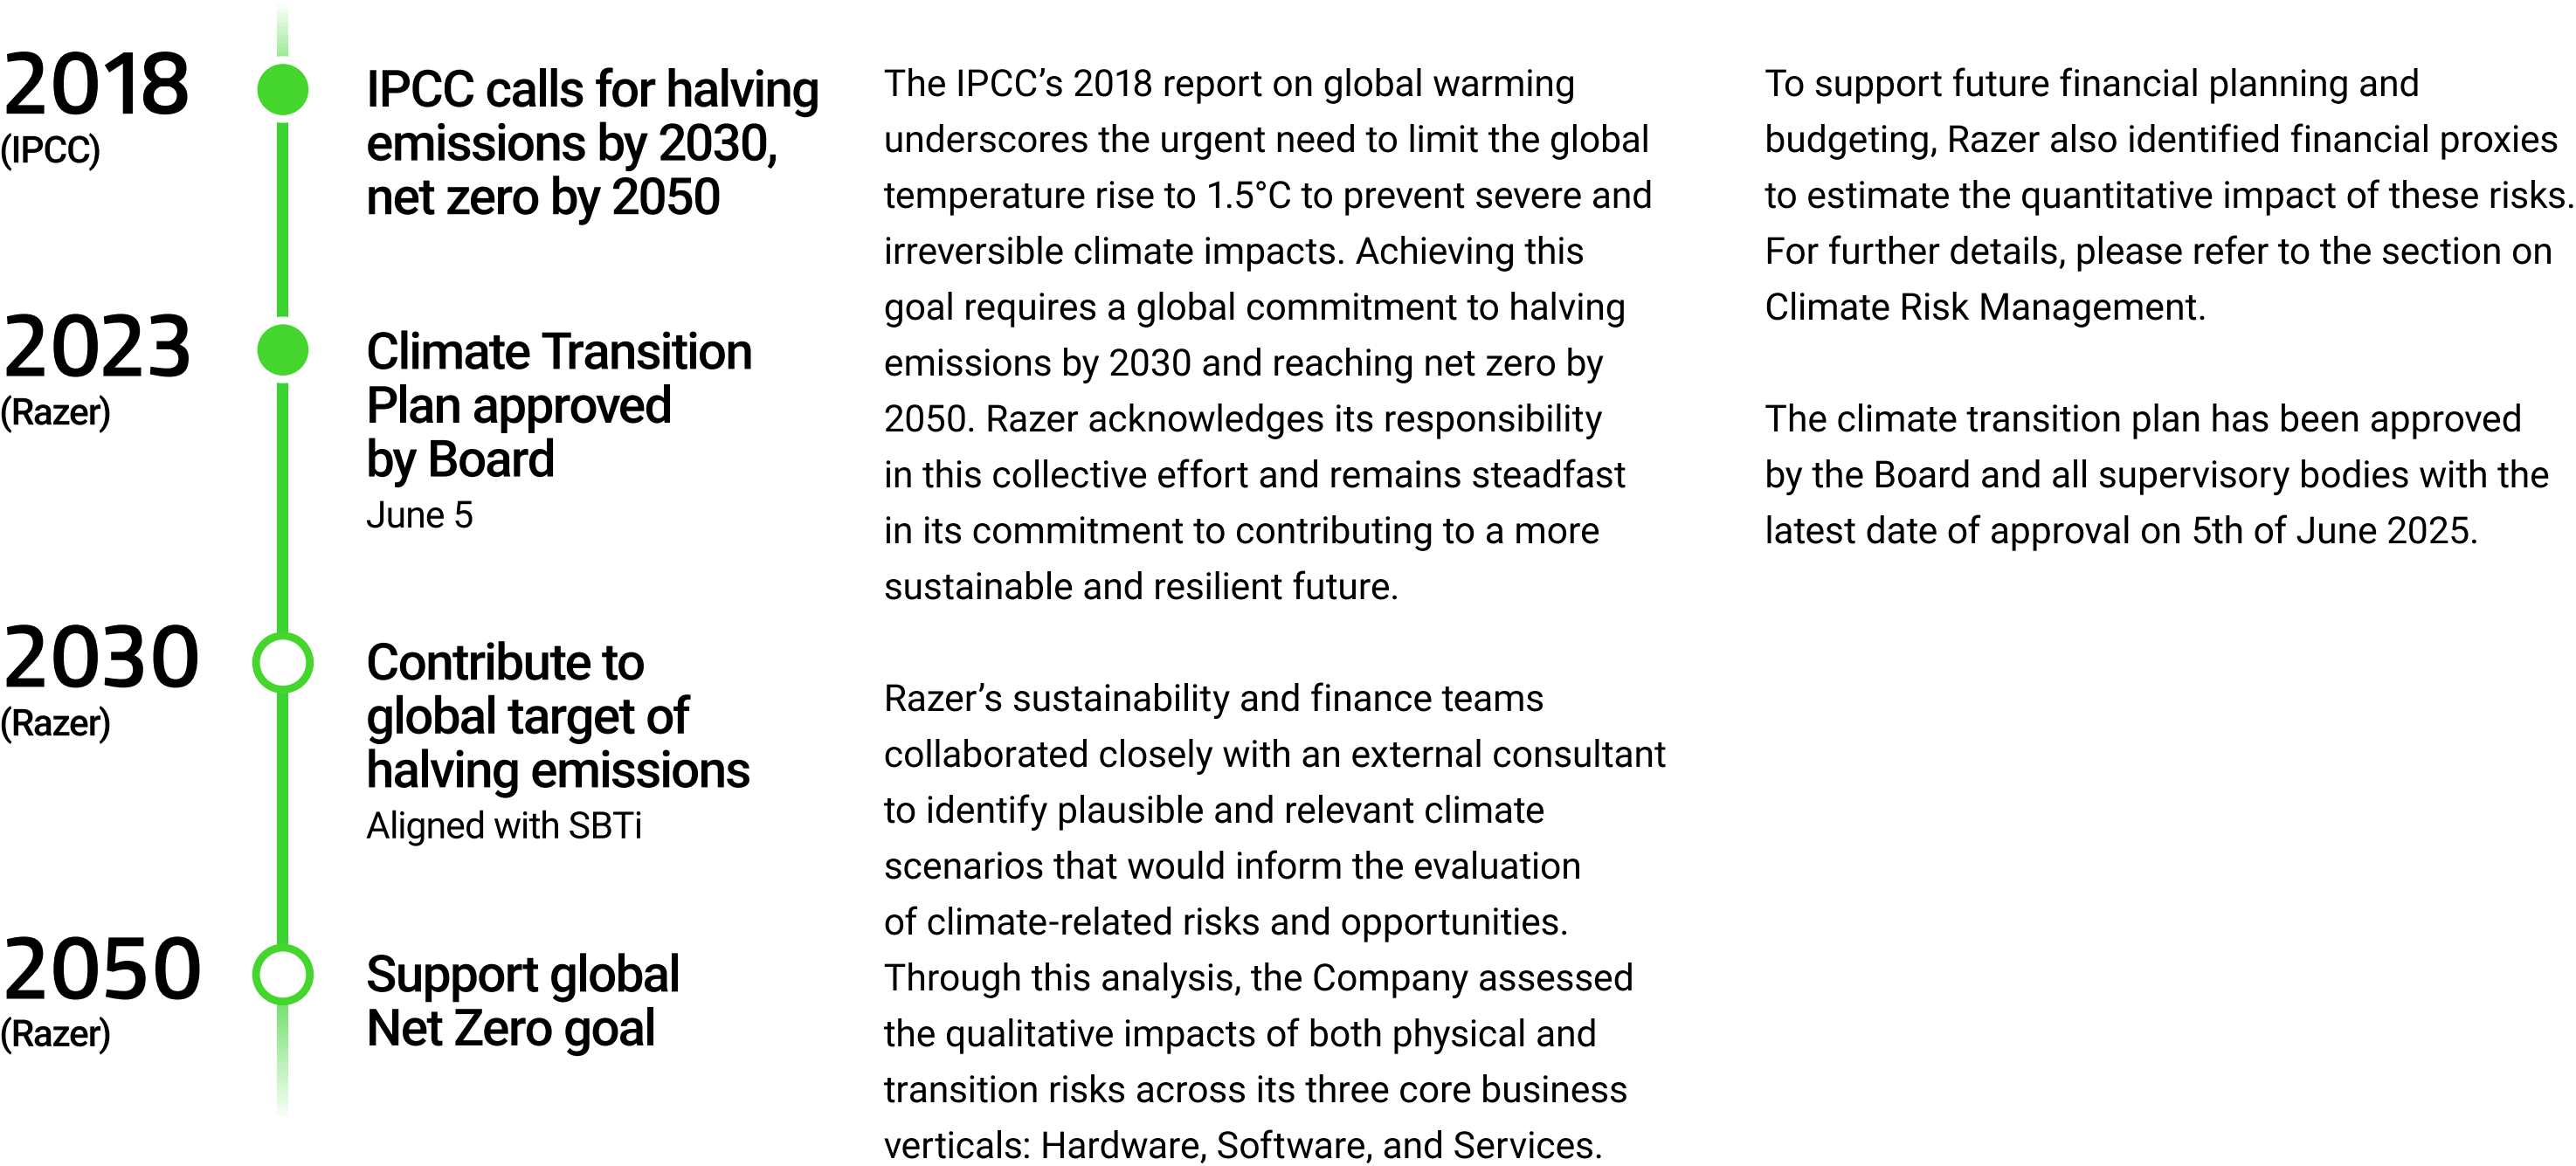 2018
(IPCC)
IPCC calls for halving
emissions by 2030,
net zero by 2050
2023
(Razer)
Climate Transition
Plan approved
by Board
June 5
2030
(Razer)
Contribute to
global target of
halving emissions
Aligned with SBTi
2050
(Razer)
Support global
Net Zero goal
The IPCC’s 2018 report on global warming
underscores the urgent need to limit the global
temperature rise to 1.5°C to prevent severe and
irreversible climate impacts. Achieving this
goal requires a global commitment to halving
emissions by 2030 and reaching net zero by
2050. Razer acknowledges its responsibility
in this collective effort and remains steadfast
in its commitment to contributing to a more
sustainable and resilient future.
Razer’s sustainability and finance teams
collaborated closely with an external consultant
to identify plausible and relevant climate
scenarios that would inform the evaluation
of climate-related risks and opportunities.
Through this analysis, the Company assessed
the qualitative impacts of both physical and
transition risks across its three core business
verticals: Hardware, Software, and Services.
To support future financial planning and
budgeting, Razer also identified financial proxies
to estimate the quantitative impact of these risks.
For further details, please refer to the section on
Climate Risk Management.
The climate transition plan has been approved
by the Board and all supervisory bodies with the
latest date of approval on 5th of June 2025.